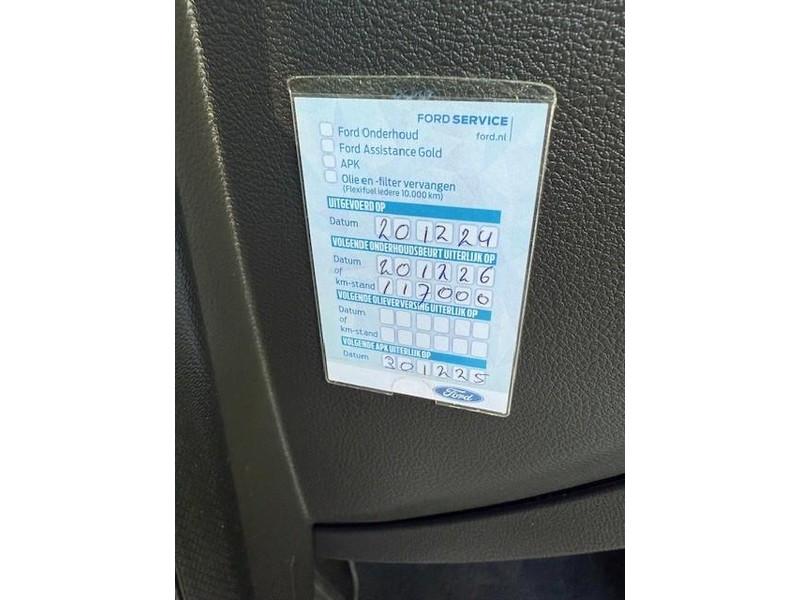 FORD SERVICE
ford.nl
Ford Onderhoud
Ford Assistance Gold
APK
Olie en -filter vervangen
(Flexifuel iedere 10.000 km)
UITGEVOERD OP
Datum 201224
VOLGENDE ONDERHOUDSBEURT UITERLIJK OP
Datum 201226
of
km-stand 117000
VOLGENDE OLIEVERVERSING UITERLIJK OP
Datum
of
km-stand
VOLGENDE APK UITERLIJK OP
Datum 301225
Ford